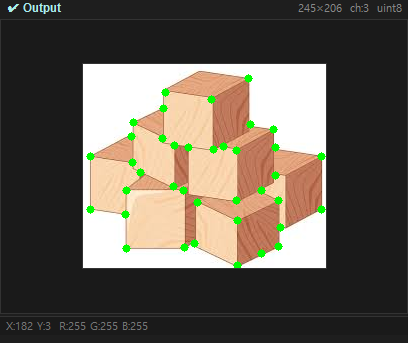 ✔ Output 245×206 ch:3 uint8
X:182 Y:3 R:255 G:255 B:255